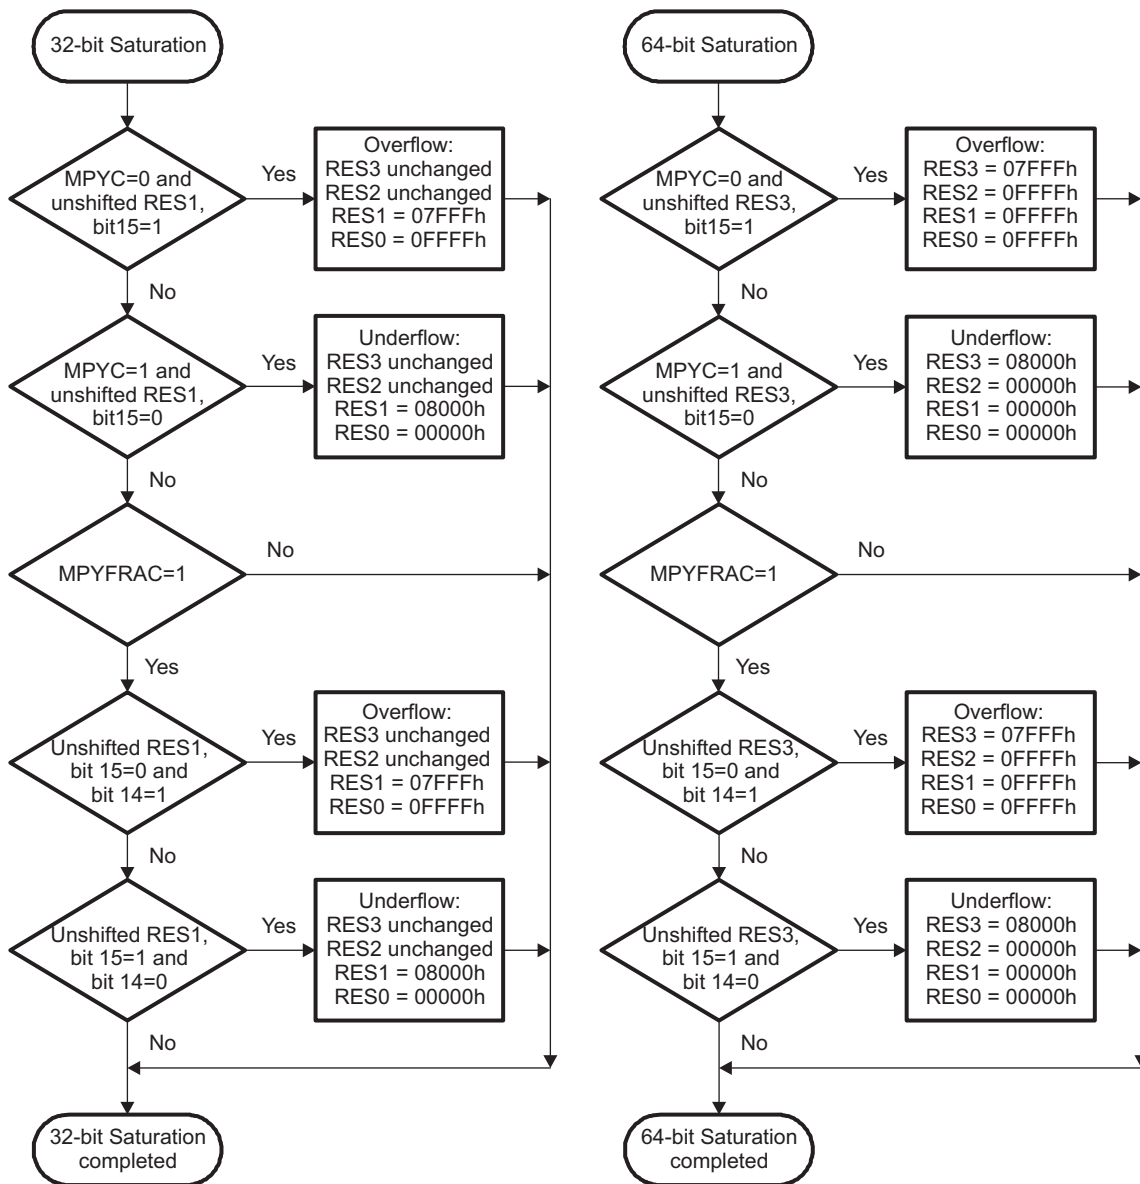 32-bit Saturation
MPYC=0 and
unshifted RES1,
bit15=1
Yes
Overflow:
RES3 unchanged
RES2 unchanged
RES1 = 07FFFh
RES0 = 0FFFFh
No
MPYC=1 and
unshifted RES1,
bit15=0
Yes
Underflow:
RES3 unchanged
RES2 unchanged
RES1 = 08000h
RES0 = 00000h
No
MPYFRAC=1
No
Yes
Unshifted RES1,
bit 15=0 and
bit 14=1
Yes
Overflow:
RES3 unchanged
RES2 unchanged
RES1 = 07FFFh
RES0 = 0FFFFh
No
Unshifted RES1,
bit 15=1 and
bit 14=0
Yes
Underflow:
RES3 unchanged
RES2 unchanged
RES1 = 08000h
RES0 = 00000h
No
32-bit Saturation
completed
64-bit Saturation
MPYC=0 and
unshifted RES3,
bit15=1
Yes
Overflow:
RES3 = 07FFFh
RES2 = 0FFFFh
RES1 = 0FFFFh
RES0 = 0FFFFh
No
MPYC=1 and
unshifted RES3,
bit15=0
Yes
Underflow:
RES3 = 08000h
RES2 = 00000h
RES1 = 00000h
RES0 = 00000h
No
MPYFRAC=1
No
Yes
Unshifted RES3,
bit 15=0 and
bit 14=1
Yes
Overflow:
RES3 = 07FFFh
RES2 = 0FFFFh
RES1 = 0FFFFh
RES0 = 0FFFFh
No
Unshifted RES3,
bit 15=1 and
bit 14=0
Yes
Underflow:
RES3 = 08000h
RES2 = 00000h
RES1 = 00000h
RES0 = 00000h
No
64-bit Saturation
completed